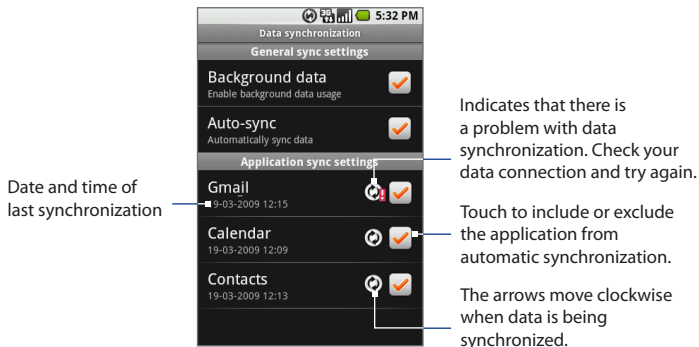 3G
5:32 PM
Data synchronization
General sync settings
Background data
Enable background data usage
Auto-sync
Automatically sync data
Application sync settings
Gmail
19-03-2009 12:15
Calendar
19-03-2009 12:09
Contacts
19-03-2009 12:13
Date and time of
last synchronization
Indicates that there is
a problem with data
synchronization. Check your
data connection and try again.
Touch to include or exclude
the application from
automatic synchronization.
The arrows move clockwise
when data is being
synchronized.